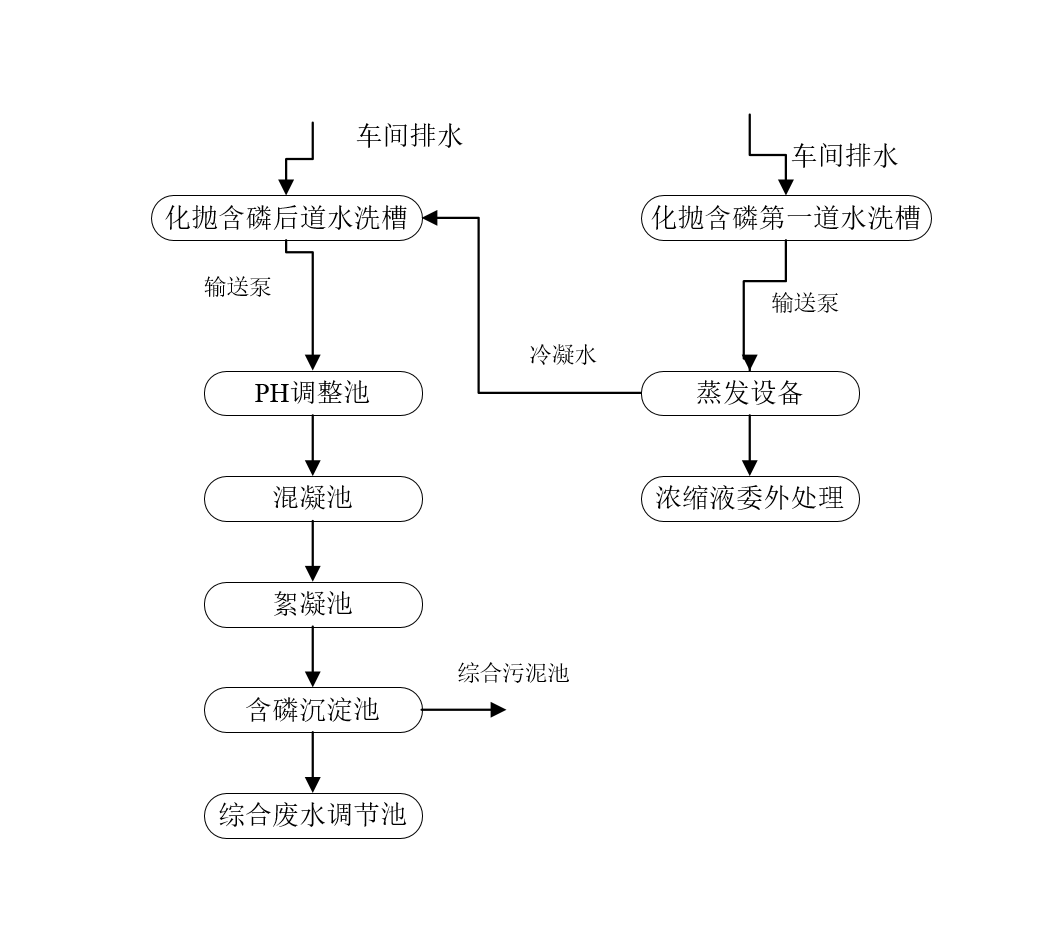 车间排水
车间排水
化抛含磷后道水洗槽
化抛含磷第一道水洗槽
输送泵
输送泵
冷凝水
PH调整池
蒸发设备
混凝池
浓缩液委外处理
絮凝池
综合污泥池
含磷沉淀池
综合废水调节池